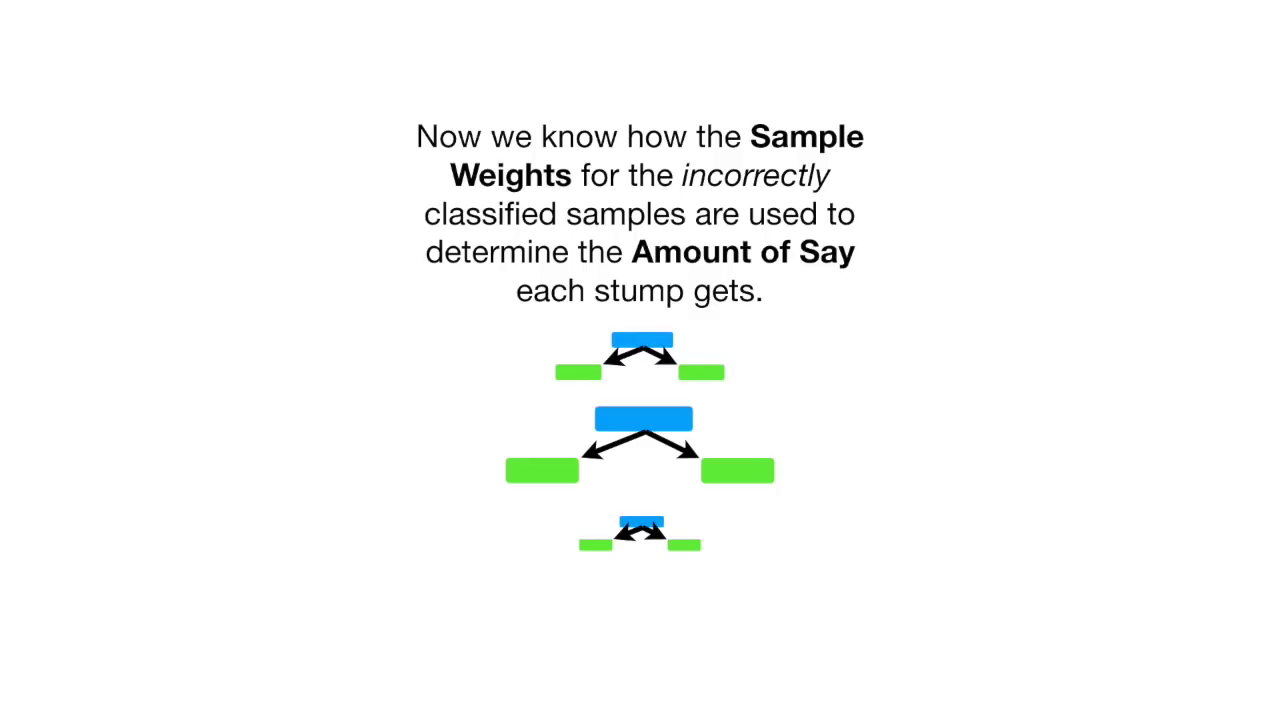 Now we know how the Sample
Weights for the incorrectly
classified samples are used to
determine the Amount of Say
each stump gets.